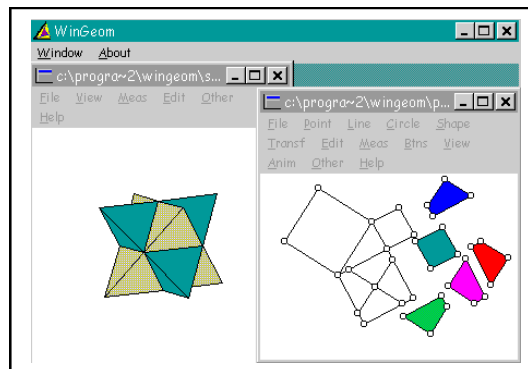 WinGeom
Window About
c:\progra~2\wingeom\s...
File View Meas Edit Other
Help
c:\progra~2\wingeom\p...
File Point Line Circle Shape
Transf Edit Meas Btns View
Anim Other Help